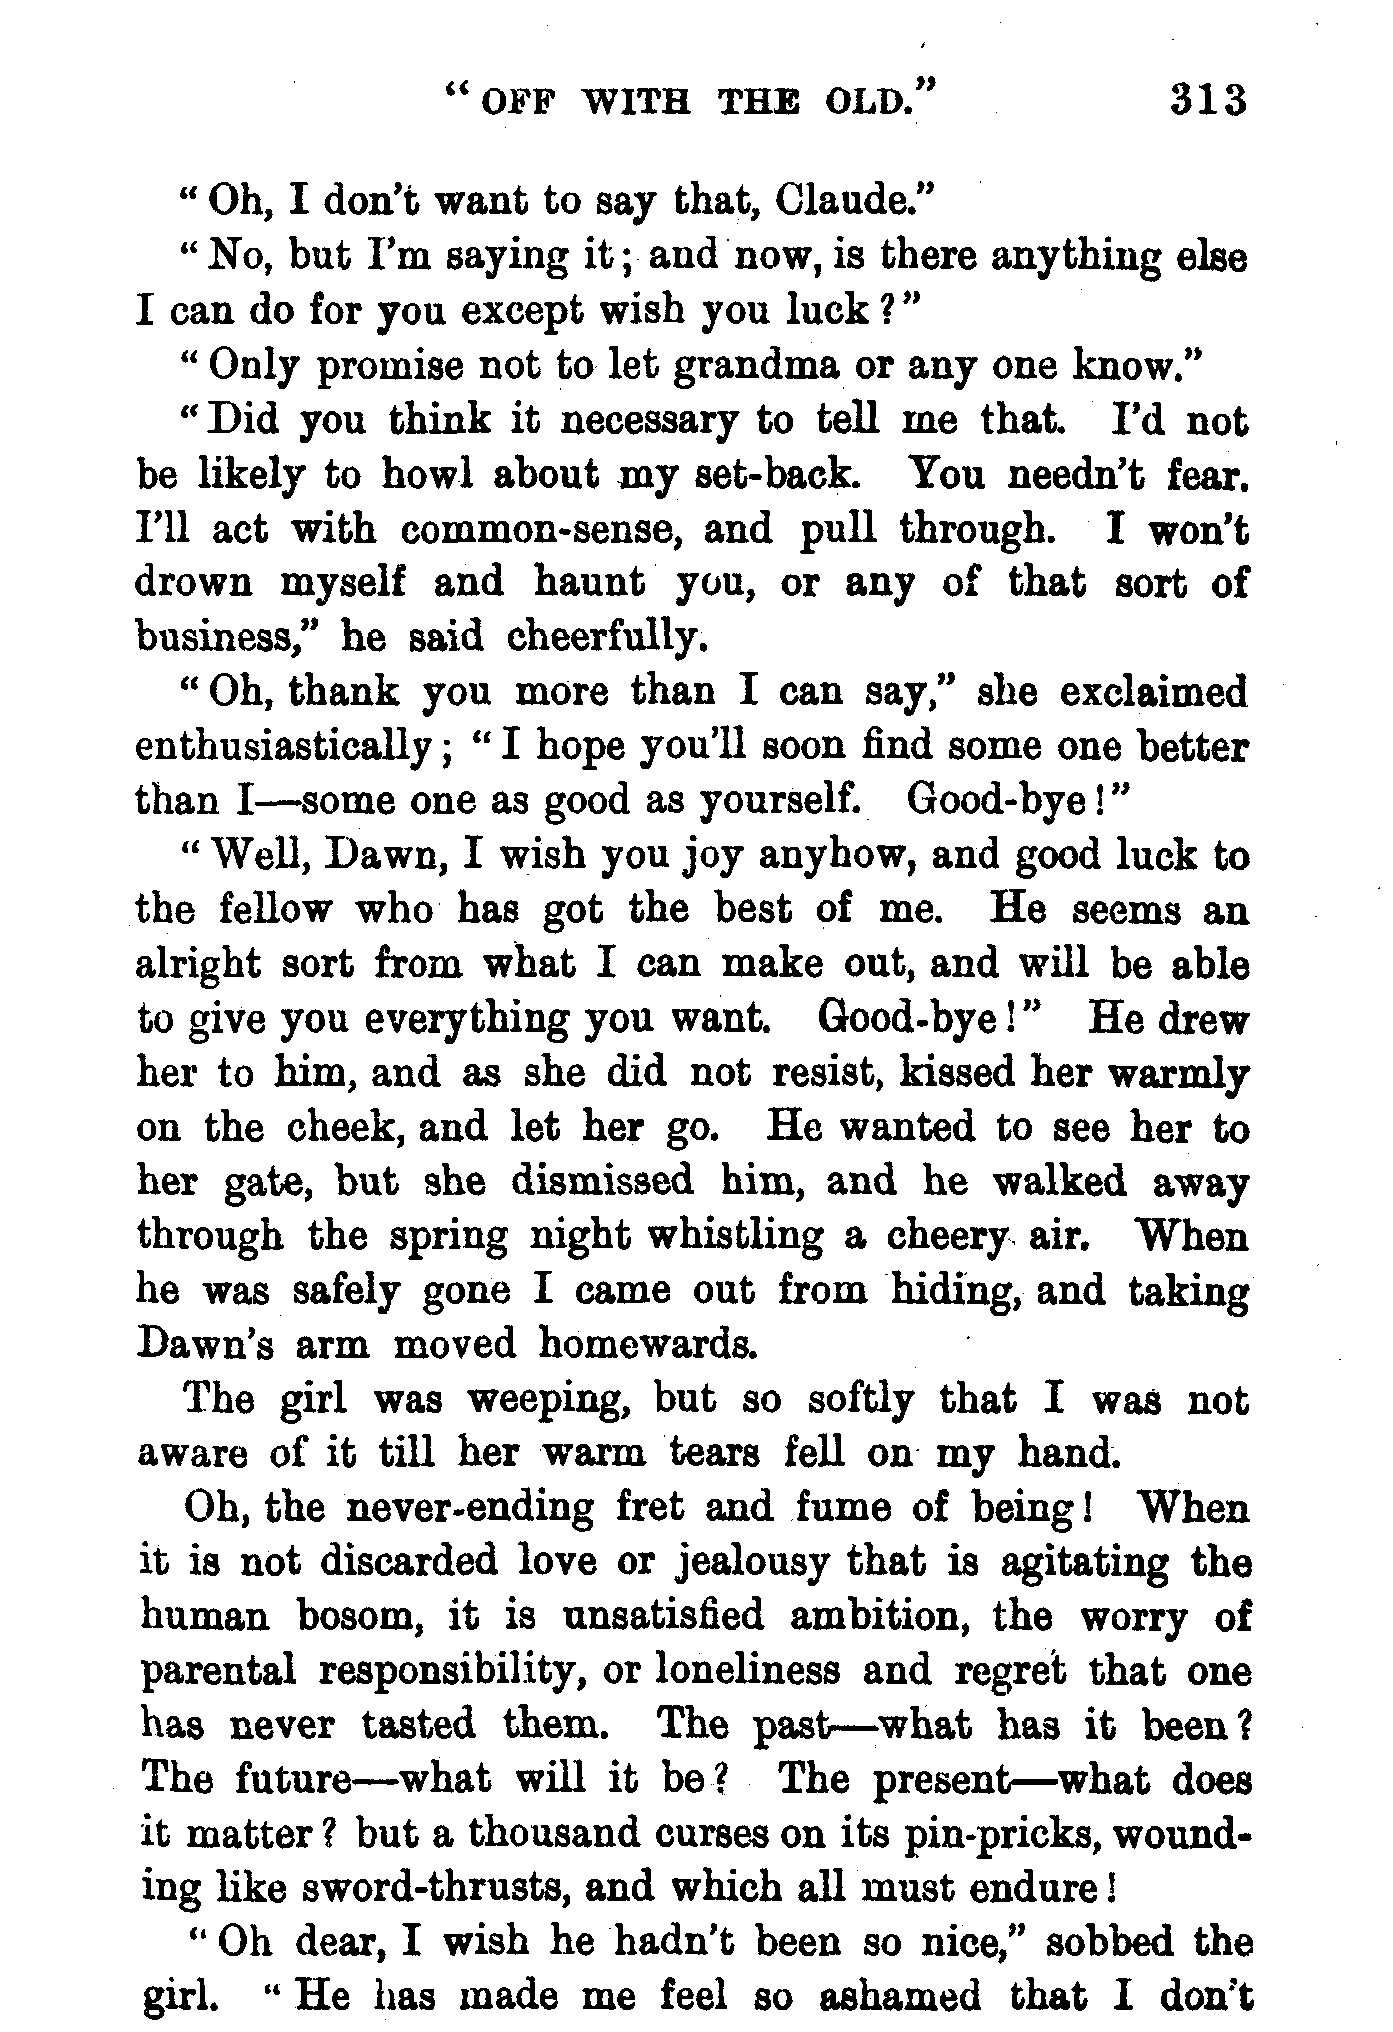 "OFF WITH THE OLD." 313
"Oh, I don't want to say that, Claude."
"No, but I'm saying it; and now, is there anything else
I can do for you except wish you luck?"
"Only promise not to let grandma or any one know."
"Did you think it necessary to tell me that. I'd not
be likely to howl about my set-back. You needn't fear.
I'll act with common-sense, and pull through. I won't
drown myself and haunt you, or any of that sort of
business," he said cheerfully.
"Oh, thank you more than I can say," she exclaimed
enthusiastically; "I hope you'll soon find some one better
than I—some one as good as yourself. Good-bye!"
"Well, Dawn, I wish you joy anyhow, and good luck to
the fellow who has got the best of me. He seems an
alright sort from what I can make out, and will be able
to give you everything you want. Good-bye!" He drew
her to him, and as she did not resist, kissed her warmly
on the cheek, and let her go. He wanted to see her to
her gate, but she dismissed him, and he walked away
through the spring night whistling a cheery air. When
he was safely gone I came out from hiding, and taking
Dawn's arm moved homewards.
The girl was weeping, but so softly that I was not
aware of it till her warm tears fell on my hand.
Oh, the never-ending fret and fume of being! When
it is not discarded love or jealousy that is agitating the
human bosom, it is unsatisfied ambition, the worry of
parental responsibility, or loneliness and regret that one
has never tasted them. The past—what has it been?
The future—what will it be? The present—what does
it matter? but a thousand curses on its pin-pricks, wound-
ing like sword-thrusts, and which all must endure!
"Oh dear, I wish he hadn't been so nice," sobbed the
girl. "He has made me feel so ashamed that I don't